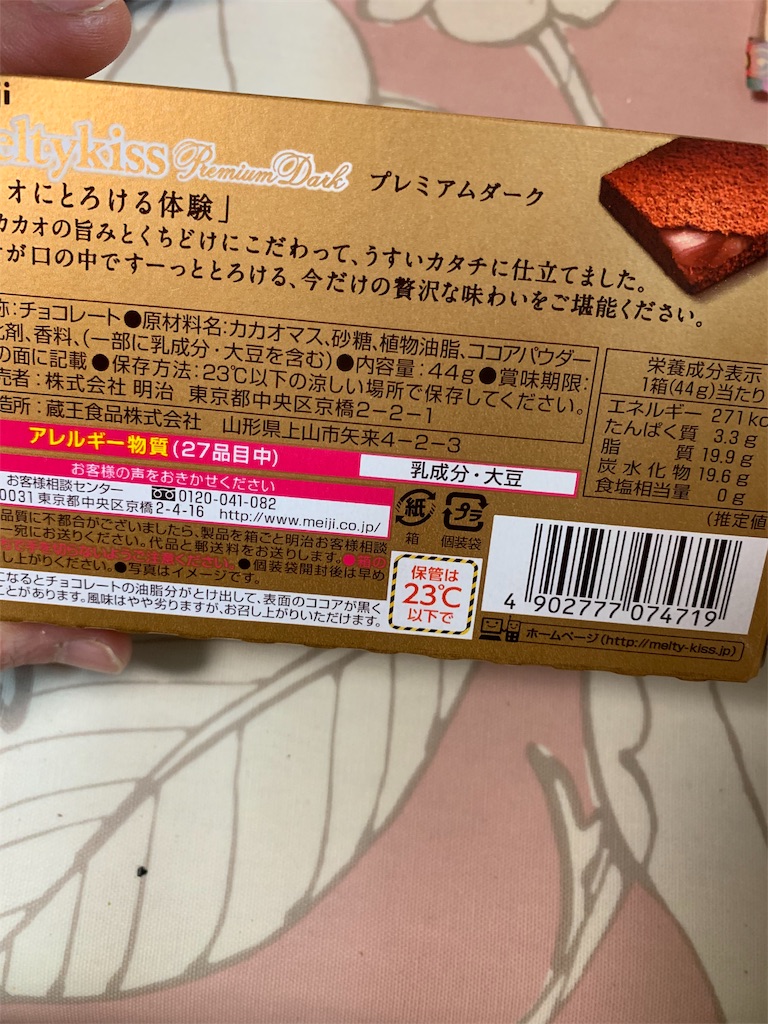 ji
eltykiss Premium Dark プレミアムダーク
オにとろける体験」
カカオの旨みとくちどけにこだわって、うすいカタチに仕立てました。
が口の中ですーっととろける、今だけの贅沢な味わいをご堪能ください。
称:チョコレート●原材料名:カカオマス、砂糖、植物油脂、ココアパウダー
化剤、香料、(一部に乳成分・大豆を含む)●内容量:44g●賞味期限:
の面に記載●保存方法:23℃以下の涼しい場所で保存してください。
売者:株式会社 明治 東京都中央区京橋2-2-1
造所:蔵王食品株式会社 山形県上山市矢来4-2-3
栄養成分表示
1箱(44g)当たり
エネルギー 271kc
たんぱく質 3.3g
脂質 19.9g
炭水化物 19.6g
食塩相当量 0g
(推定値
アレルギー物質(27品目中) 乳成分・大豆
お客様の声をおきかせください
お客様相談センター 0120-041-082
0031 東京都中央区京橋2-4-16 http://www.meiji.co.jp/
紙 プラ
箱 個装袋
品質に不都合がございましたら、製品を箱ごと明治お客様相談
ー宛にお送りください。代品と郵送料をお送りします。
し上がりください。●写真はイメージです。●個装袋開封後は早め
になるとチョコレートの油脂分がとけ出して、表面のココアが黒く
ことがあります。風味はやや劣りますが、お召し上がりいただけます。
保管は
23℃
以下で
4 902777 074719
ホームページ(http://melty-kiss.jp)